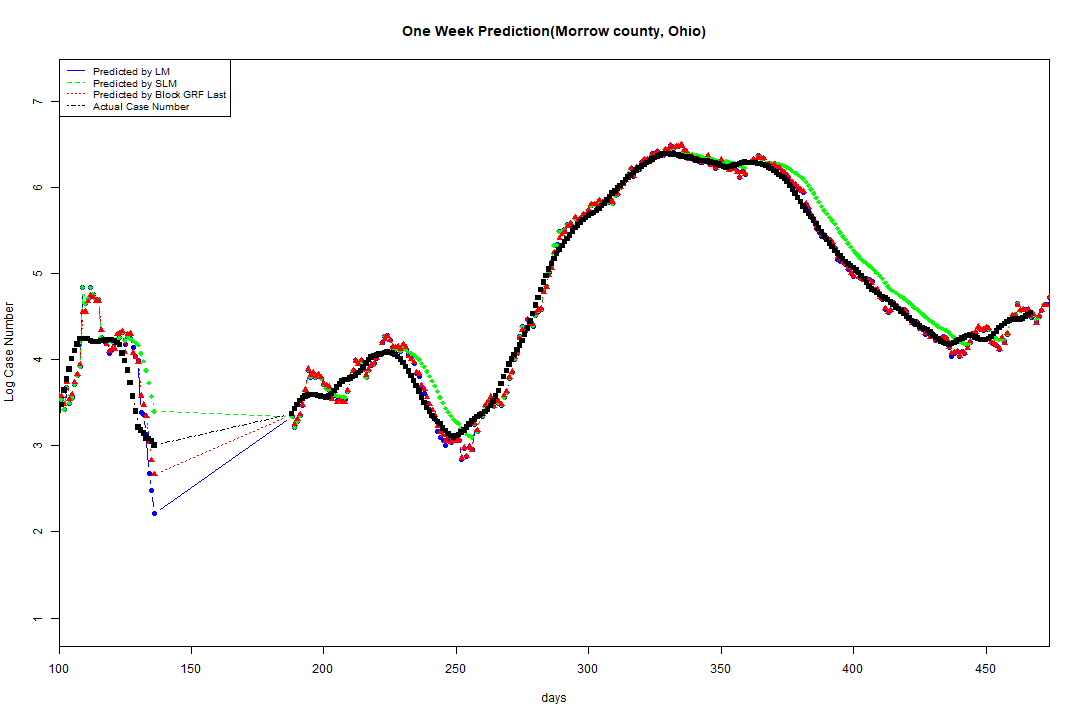 One Week Prediction(Morrow county, Ohio)
Predicted by LM
Predicted by SLM
Predicted by Block GRF Last
Actual Case Number
7
6
5
4
3
2
1
Log Case Number
100 150 200 250 300 350 400 450
days